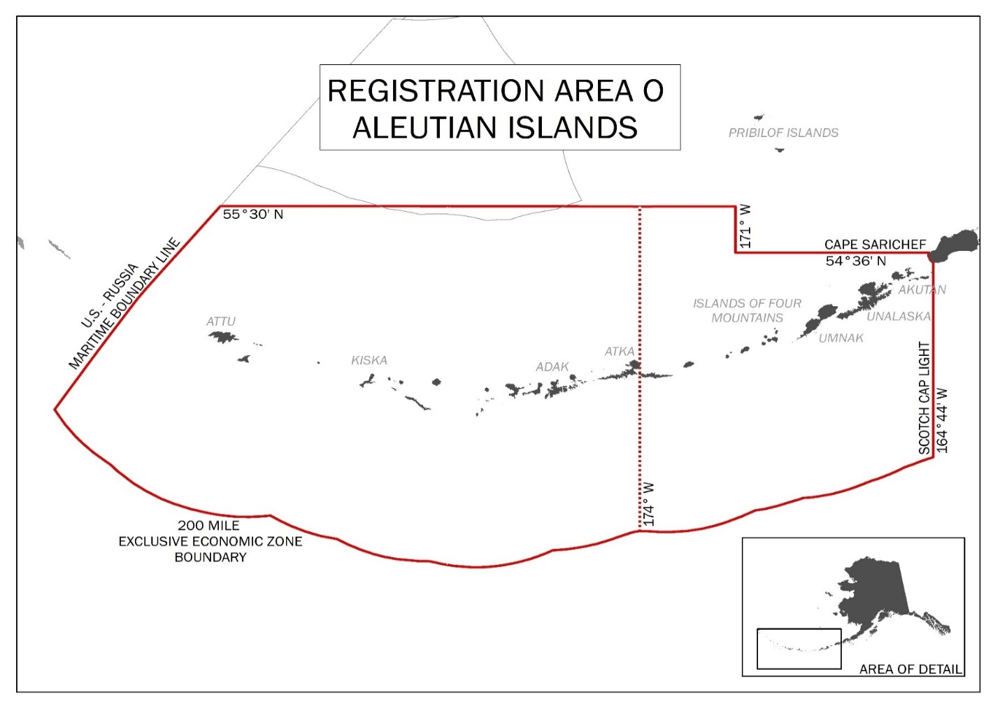 REGISTRATION AREA O
ALEUTIAN ISLANDS
PRIBILOF ISLANDS
55°30' N
171° W
CAPE SARICHEF
54°36' N
U.S. - RUSSIA
MARITIME BOUNDARY LINE
AKUTAN
ISLANDS OF FOUR
MOUNTAINS
UNALASKA
UMNAK
ATTU
KISKA
ADAK
ATKA
SCOTCH CAP LIGHT
164°44' W
174° W
200 MILE
EXCLUSIVE ECONOMIC ZONE
BOUNDARY
AREA OF DETAIL